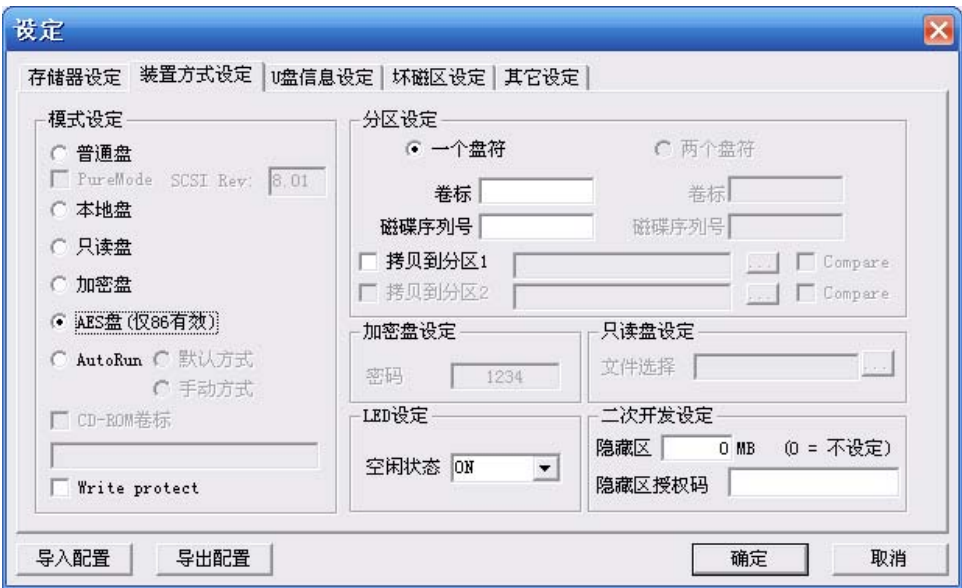 设定
存储器设定 装置方式设定 U盘信息设定 坏磁区设定 其它设定
模式设定
普通盘
PureMode SCSI Rev: 8.01
本地盘
只读盘
加密盘
AES盘(仅86有效)
AutoRun 默认方式
手动方式
CD-ROM卷标
Write protect
分区设定
一个盘符 两个盘符
卷标 卷标
磁碟序列号 磁碟序列号
拷贝到分区1 ... Compare
拷贝到分区2 ... Compare
加密盘设定
密码 1234
只读盘设定
文件选择 ...
LED设定
空闲状态 ON
二次开发设定
隐藏区 0 MB (0 = 不设定)
隐藏区授权码
导入配置 导出配置 确定 取消